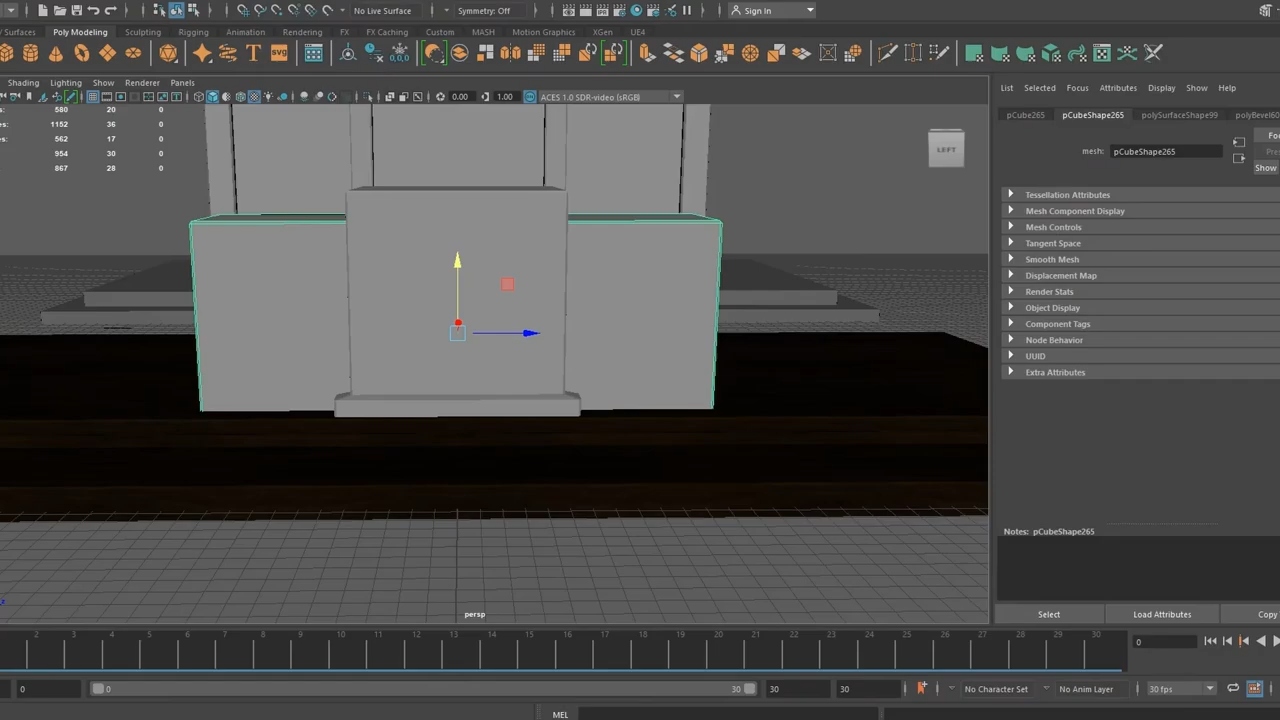 No Live Surface
Symmetry: Off
Sign In
Surfaces Poly Modeling Sculpting Rigging Animation Rendering FX FX Caching Custom MASH Motion Graphics XGen UE4
T svg 0,0,0
Shading Lighting Show Renderer Panels
0.00 1.00 ACES 1.0 SDR-video (sRGB)
580 20 0
1152 36 0
562 17 0
954 30 0
867 28 0
LEFT
persp
List Selected Focus Attributes Display Show Help
pCube265 pCubeShape265 polySurfaceShape99 polyBevel60
mesh: pCubeShape265
Show
Tessellation Attributes
Mesh Component Display
Mesh Controls
Tangent Space
Smooth Mesh
Displacement Map
Render Stats
Object Display
Component Tags
Node Behavior
UUID
Extra Attributes
Notes: pCubeShape265
Select Load Attributes Copy
2 3 4 5 6 7 8 9 10 11 12 13 14 15 16 17 18 19 20 21 22 23 24 25 26 27 28 29 30
0
0 0 30 30 30 No Character Set No Anim Layer 30 fps
MEL